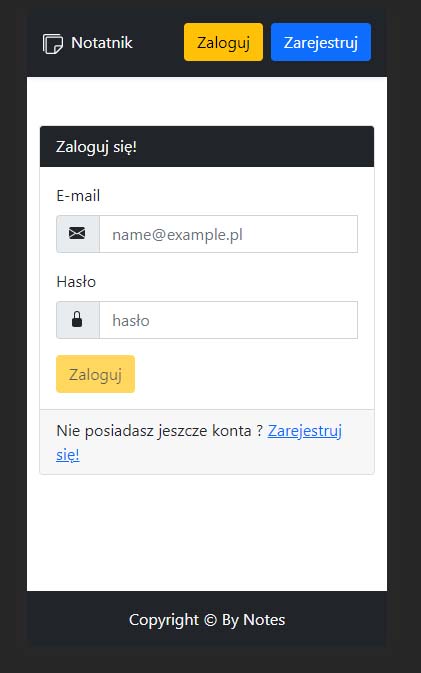 Notatnik
Zaloguj
Zarejestruj
Zaloguj się!
E-mail
name@example.pl
Hasło
hasło
Zaloguj
Nie posiadasz jeszcze konta ? Zarejestruj
się!
Copyright © By Notes